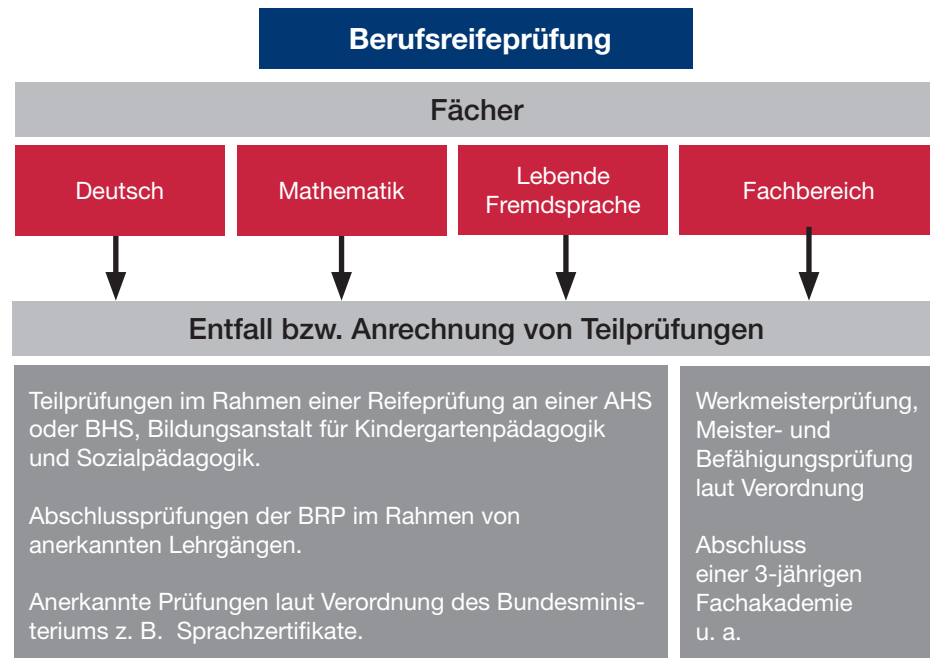 Berufsreifeprüfung
Fächer
Deutsch
Mathematik
Lebende
Fremdsprache
Fachbereich
Entfall bzw. Anrechnung von Teilprüfungen
Teilprüfungen im Rahmen einer Reifeprüfung an einer AHS
oder BHS, Bildungsanstalt für Kindergartenpädagogik
und Sozialpädagogik.
Abschlussprüfungen der BRP im Rahmen von
anerkannten Lehrgängen.
Anerkannte Prüfungen laut Verordnung des Bundesminis-
teriums z. B. Sprachzertifikate.
Werkmeisterprüfung,
Meister- und
Befähigungsprüfung
laut Verordnung
Abschluss
einer 3-jährigen
Fachakademie
u. a.